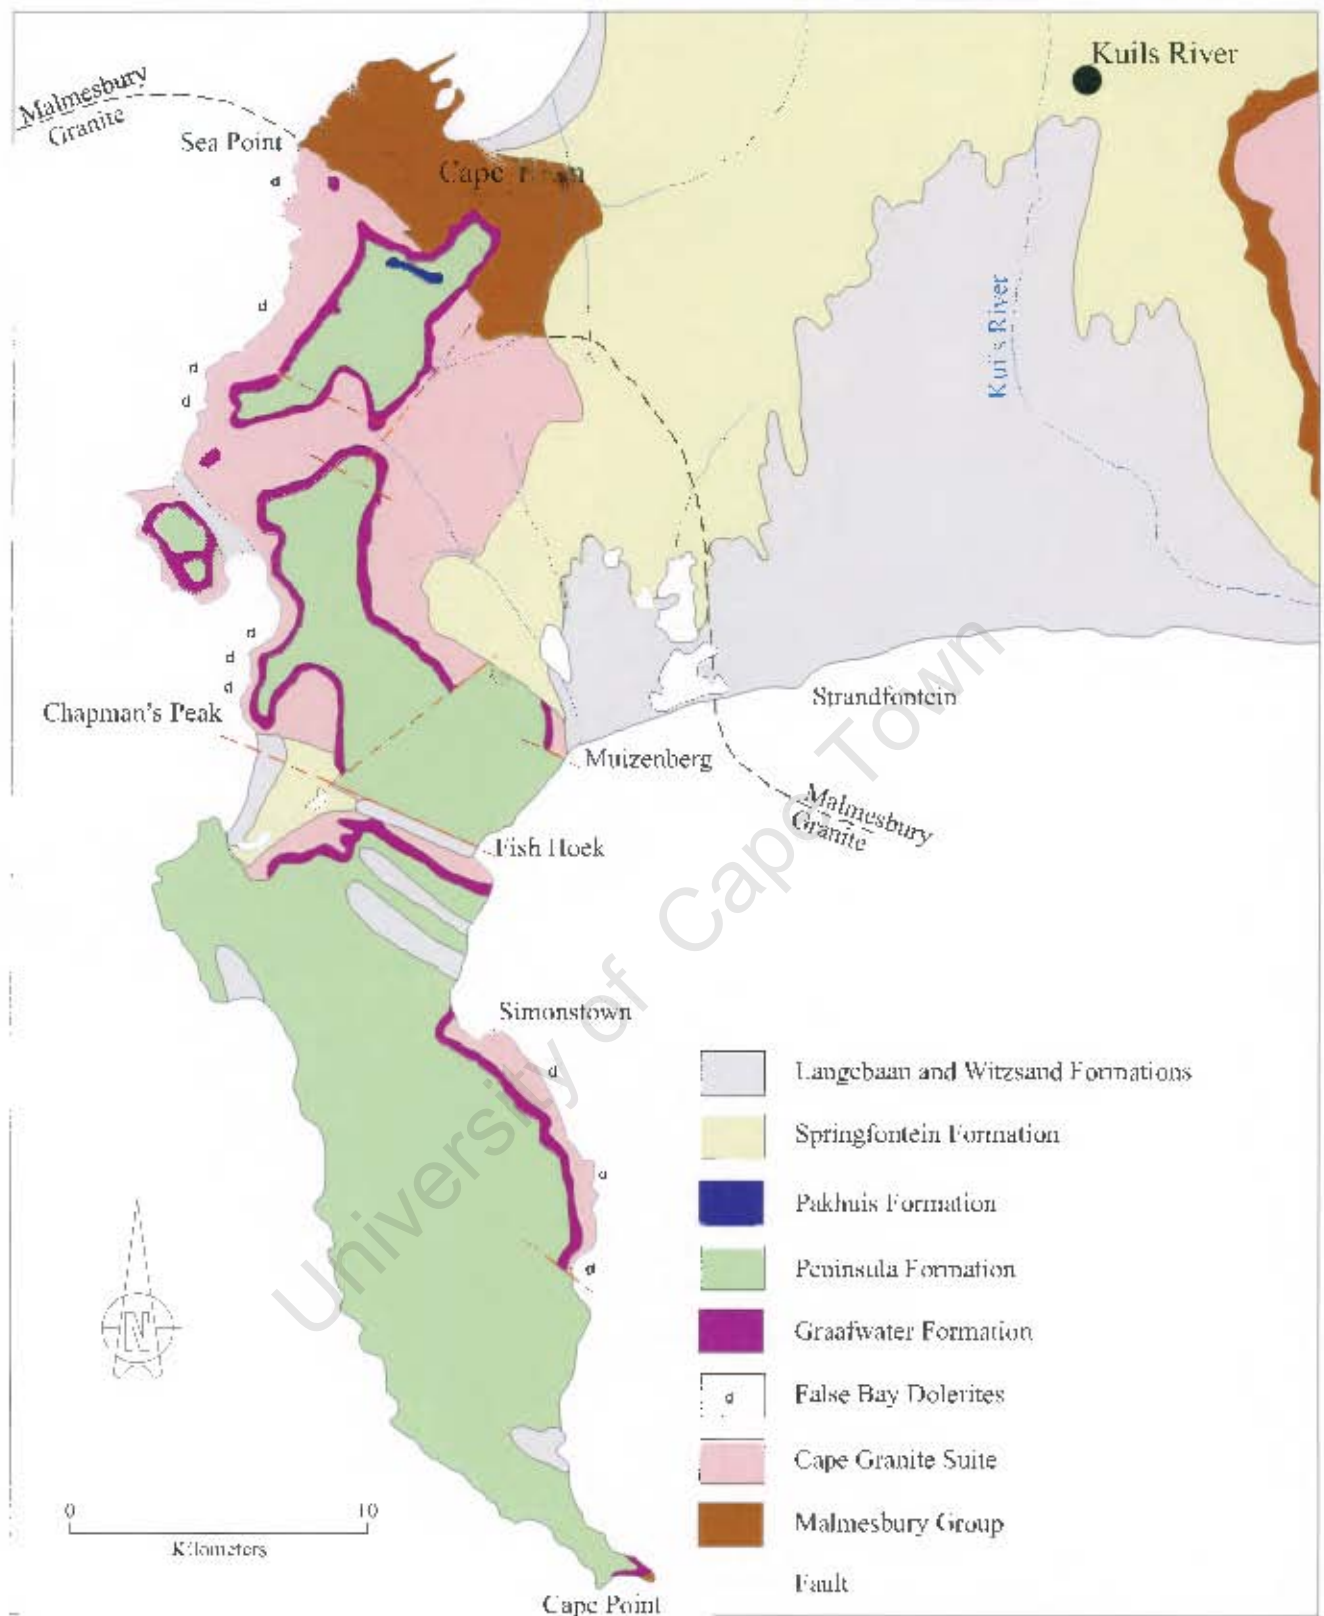 Kuils River
Malmesbury
Granite
Sea Point
d
Cape
d
d
d
Kuils River
d
d
d
Chapman's Peak
Strandfontein
Muizenberg
Malmesbury
Granite
Fish Hoek
Simonstown
d
d
d
Langebaan and Witzsand Formations
Springfontein Formation
Pakhuis Formation
Peninsula Formation
Graafwater Formation
d
False Bay Dolerites
Cape Granite Suite
Malmesbury Group
Fault
N
0 10
Kilometers
Cape Point
University of Cape Town